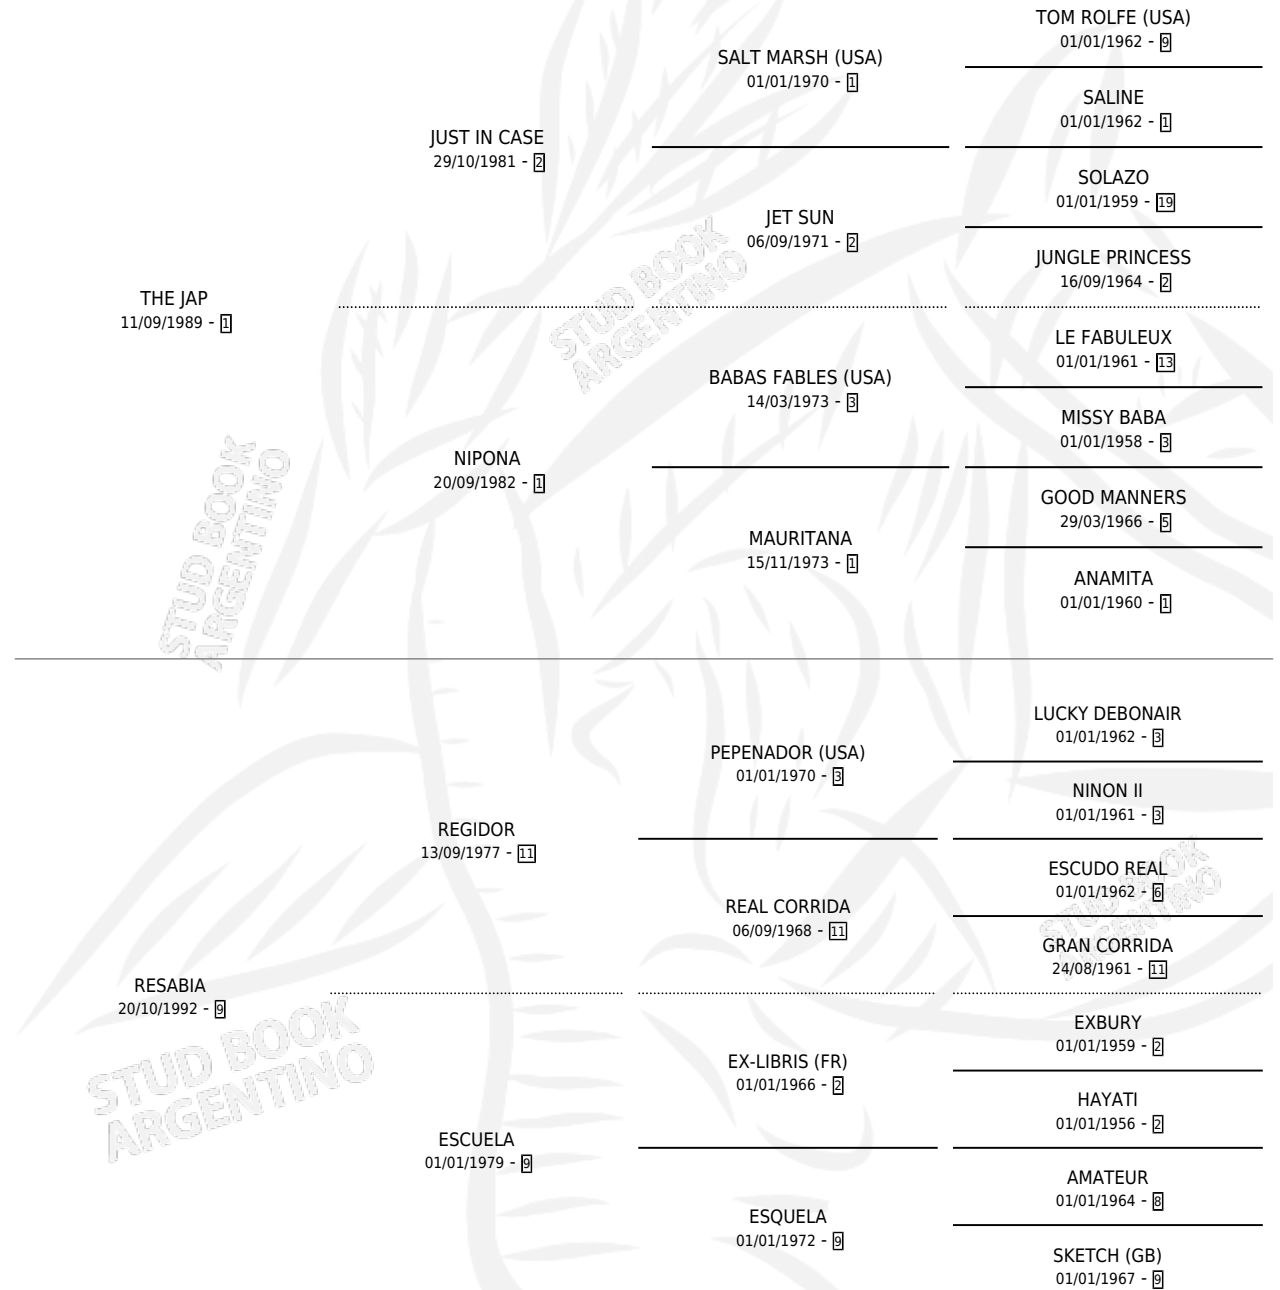 TOM ROLFE (USA)
01/01/1962 - 9
SALT MARSH (USA)
01/01/1970 - 1
SALINE
01/01/1962 - 1
JUST IN CASE
29/10/1981 - 2
SOLAZO
01/01/1959 - 19
JET SUN
06/09/1971 - 2
JUNGLE PRINCESS
16/09/1964 - 2
THE JAP
11/09/1989 - 1
STUD BOOK
ARGENTINO
LE FABULEUX
01/01/1961 - 13
BABAS FABLES (USA)
14/03/1973 - 3
MISSY BABA
01/01/1958 - 3
NIPONA
20/09/1982 - 1
GOOD MANNERS
29/03/1966 - 5
MAURITANA
15/11/1973 - 1
ANAMITA
01/01/1960 - 1
STUD BOOK
ARGENTINO
LUCKY DEBONAIR
01/01/1962 - 3
PEPENADOR (USA)
01/01/1970 - 3
NINON II
01/01/1961 - 3
REGIDOR
13/09/1977 - 11
ESCUDO REAL
01/01/1962 - 6
REAL CORRIDA
06/09/1968 - 11
STUD BOOK
ARGENTINO
GRAN CORRIDA
24/08/1961 - 11
RESABIA
20/10/1992 - 9
STUD BOOK
ARGENTINO
EXBURY
01/01/1959 - 2
EX-LIBRIS (FR)
01/01/1966 - 2
HAYATI
01/01/1956 - 2
ESCUELA
01/01/1979 - 9
AMATEUR
01/01/1964 - 8
ESQUELA
01/01/1972 - 9
SKETCH (GB)
01/01/1967 - 9